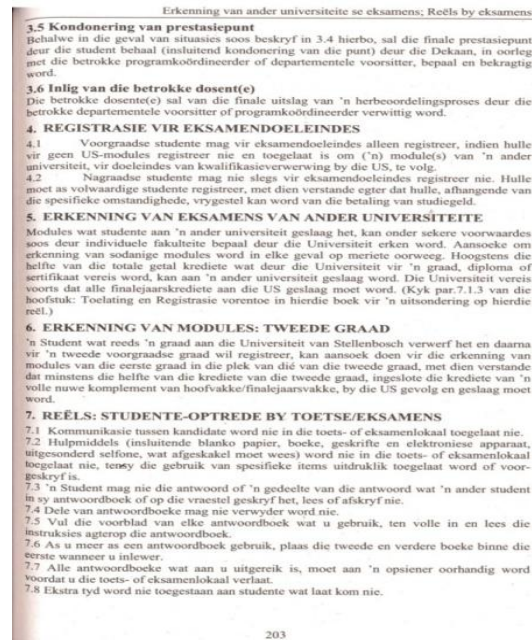 Erkenning van ander universiteite se eksamens; Reëls by eksamens
3.5 Kondonering van prestasiepunt
Behalwe in die geval van situasies soos beskryf in 3.4 hierbo, sal die finale prestasiepunt
deur die student behaal (insluitend kondonering van die punt) deur die Dekaan, in oorleg
met die betrokke programkoördineerder of departementele voorsitter, bepaal en bekragtig
word.
3.6 Inlig van die betrokke dosent(e)
Die betrokke dosente(e) sal van die finale uitslag van 'n herbeoordelingsproses deur die
betrokke departementele voorsitter of programkoördineerder verwittig word.
4. REGISTRASIE VIR EKSAMENDOELEINDES
4.1 Voorgraadse student mag vir eksamendoeleindes alleen registreer, indien hulle
vir geen US-modules registreer nie en toegelaat is om ('n) module(s) van 'n ander
universiteit, vir doeleindes van kwalifikasieverwerwing by die US, te volg.
4.2 Nagraadse studente mag nie slegs vir eksamendoeleindes registreer nie. Hulle
moet as volwaardige studente registreer, met dien verstande egter dat hulle, afhangende van
die spesifieke omstandighede, vrygestel kan word van die betaling van studiegeld.
5. ERKENNING VAN EKSAMENS VAN ANDER UNIVERSITEITE
Modules wat studente aan 'n ander universiteit geslaag het, kan onder sekere voorwaardes
soos deur individuele fakulteite bepaal deur die Universiteit erken word. Aansoeke om
erkenning van sodanige modules word in elke geval op meriete oorweeg. Hoogstens die
helfte van die totale getal krediete wat deur die Universiteit vir 'n graad, diploma of
sertifikaat vereis word, kan aan 'n ander universiteit geslaag word. Die Universiteit vereis
voorts dat alle finaljaarskrediete aan die US geslaag moet word. (Kyk par.7.1.3 van die
hoofstuk: Toelating en Registrasie vorentoe in hierdie boek vir 'n uitsondering op hierdie
reël.)
6. ERKENNING VAN MODULES: TWEEDE GRAAD
'n Student wat reeds 'n graad aan die Universiteit van Stellenbosch verwerf het en daarna
vir 'n tweede voorgraadse graad wil registreer, kan aansoek doen vir die erkenning van
modules van die eerste graad in die plek van dié van die tweede graad, met dien verstande
dat minstens die helfte van die krediete van die tweede graad, ingeslote die krediete van 'n
volle nuwe komplement van hoofvakke/finalejaarsvakke, by die US gevolg en geslaag moet
word.
7. REËLS: STUDENTE-OPTREDE BY TOETSE/EKSAMENS
7.1 Kommunikasie tussen kandidate word nie in die toets- of eksamenlokaal toegelaat nie.
7.2 Hulpmiddels (insluitende blanko papier, boeke, geskrifte en elektroniese apparaat,
uitgesonderd selfone, wat afgeskakel moet wees) word nie in die toets- of eksamenlokaal
toegelaat nie, tensy die gebruik van spesifieke items uitdruklik toegelaat word of voor-
geskryf is.
7.3 'n Student mag nie die antwoord of 'n gedeelte van die antwoord wat 'n ander student
in sy antwoordboek of op die vraestel geskryf het, lees of afskryf nie.
7.4 Dele van antwoordboeke mag nie verwyder word nie.
7.5 Vul die voorblad van elke antwoordboek wat u gebruik, ten volle in en lees die
instruksies agterop die antwoordboek.
7.6 As u meer as een antwoordboek gebruik, plaas die tweede en verdere boeke binne die
eerste wanneer u inlewer.
7.7 Alle antwoordboeke wat aan u uitgereik is, moet aan 'n opsiener oorhandig word
voordat u die toets- of eksamenlokaal verlaat.
7.8 Ekstra tyd word nie toegestaan aan studente wat laat kom nie.
203